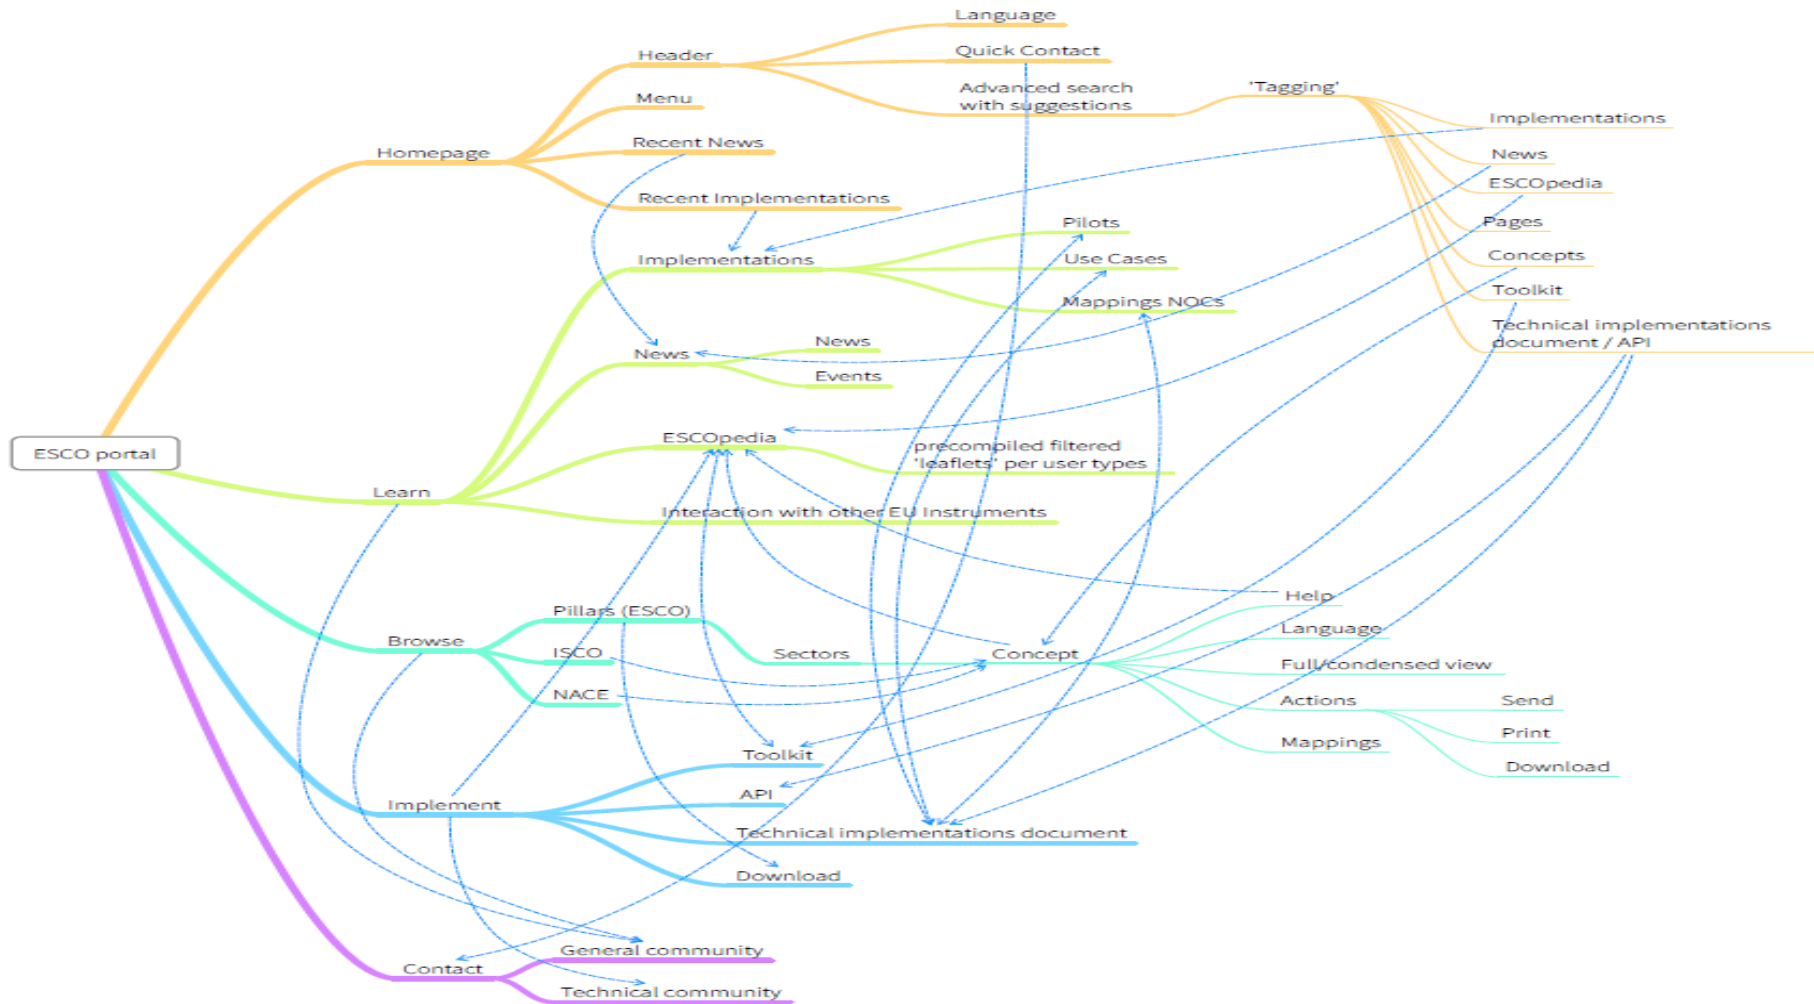 ESCO portal
Homepage
Header
Language
Quick Contact
Advanced search
with suggestions
'Tagging'
Implementations
News
ESCOpedia
Pages
Concepts
Toolkit
Technical implementations
document / API
Menu
Recent News
Recent Implementations
Learn
Implementations
Pilots
Use Cases
Mappings NOCs
News
News
Events
ESCOpedia
precompiled filtered
'leaflets' per user types
Interaction with other EU Instruments
Browse
Pillars (ESCO)
ISCO
NACE
Sectors
Concept
Help
Language
Full/condensed view
Actions
Send
Print
Download
Mappings
Implement
Toolkit
API
Technical implementations document
Download
Contact
General community
Technical community